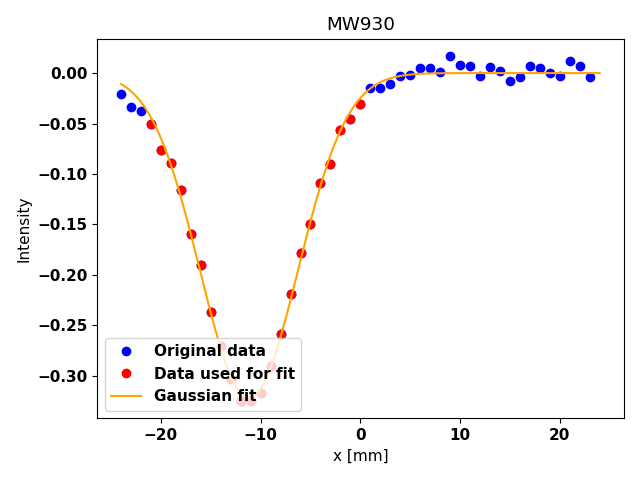 MW930
0.00
−0.05
−0.10
−0.15
−0.20
−0.25
−0.30
Intensity
Original data
Data used for fit
Gaussian fit
−20 −10 0 10 20
x [mm]